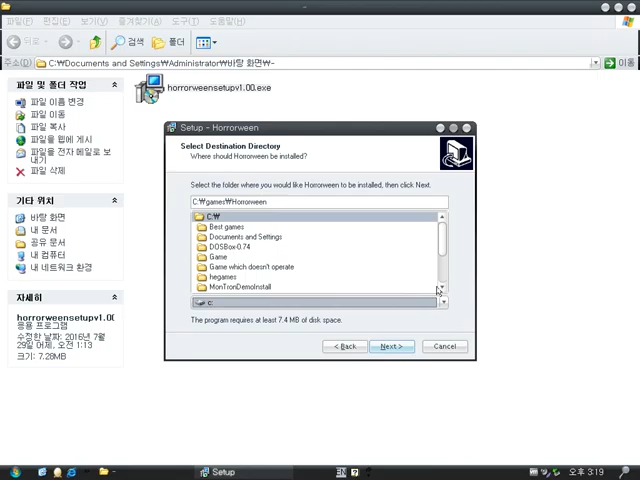 파일(F) 편집(E) 보기(V) 즐겨찾기(A) 도구(T) 도움말(H)
뒤로 검색 폴더
주소(D) C:₩Documents and Settings₩Administrator₩바탕 화면₩- 이동
파일 및 폴더 작업
파일 이름 변경
파일 이동
파일 복사
파일을 웹에 게시
파일을 전자 메일로 보
내기
파일 삭제
기타 위치
바탕 화면
내 문서
공유 문서
내 컴퓨터
내 네트워크 환경
자세히
horrorweensetupv1.0(
응용 프로그램
수정한 날짜: 2016년 7월
29일 어제, 오전 1:13
크기: 7.28MB
horrorweensetupv1.00.exe
Setup - Horrorween
Select Destination Directory
Where should Horrorween be installed?
Select the folder where you would like Horrorween to be installed, then click Next.
C:₩games₩Horrorween
C:₩
Best games
Documents and Settings
DOSBox-0.74
Game
Game which doesn't operate
hegames
MonTronDemoInstall
c:
The program requires at least 7.4 MB of disk space.
< Back Next > Cancel
Setup EN 오후 3:19